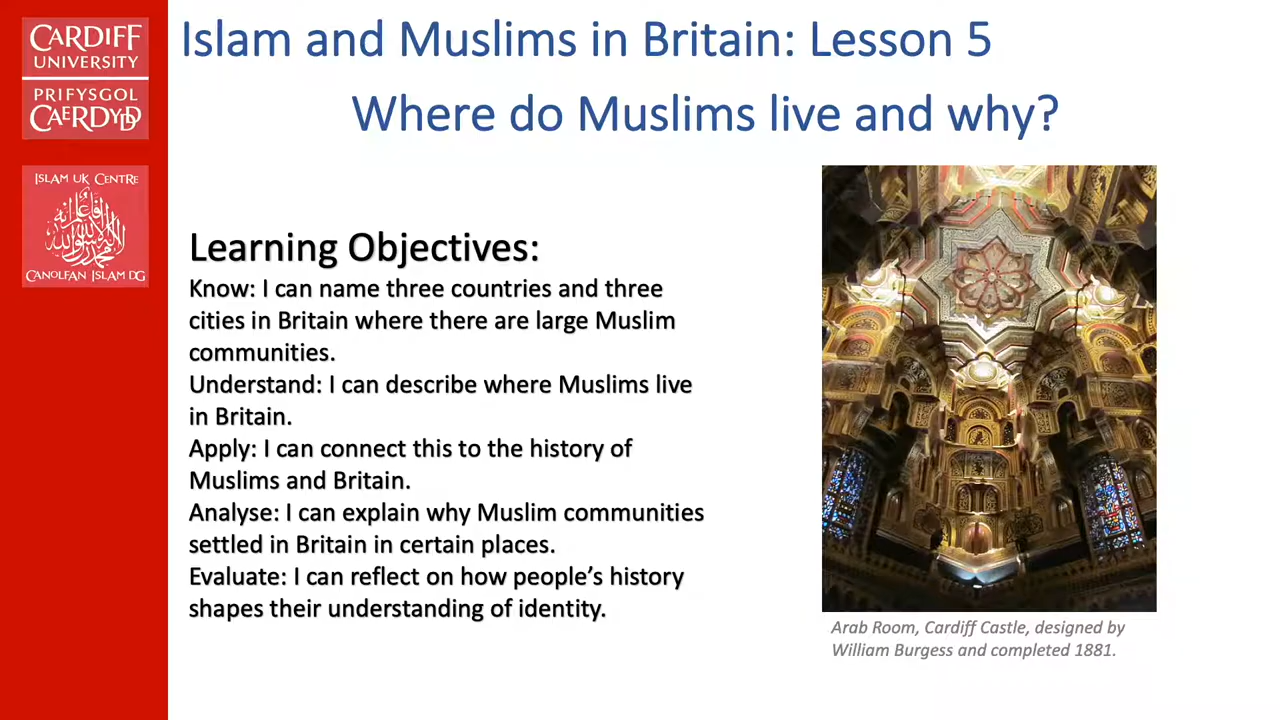 CARDIFF
UNIVERSITY
PRIFYSGOL
CAERDYDD
ISLAM UK CENTRE
CANOLFAN ISLAM DG
Islam and Muslims in Britain: Lesson 5
Where do Muslims live and why?
Learning Objectives:
Know: I can name three countries and three
cities in Britain where there are large Muslim
communities.
Understand: I can describe where Muslims live
in Britain.
Apply: I can connect this to the history of
Muslims and Britain.
Analyse: I can explain why Muslim communities
settled in Britain in certain places.
Evaluate: I can reflect on how people’s history
shapes their understanding of identity.
Arab Room, Cardiff Castle, designed by
William Burgess and completed 1881.